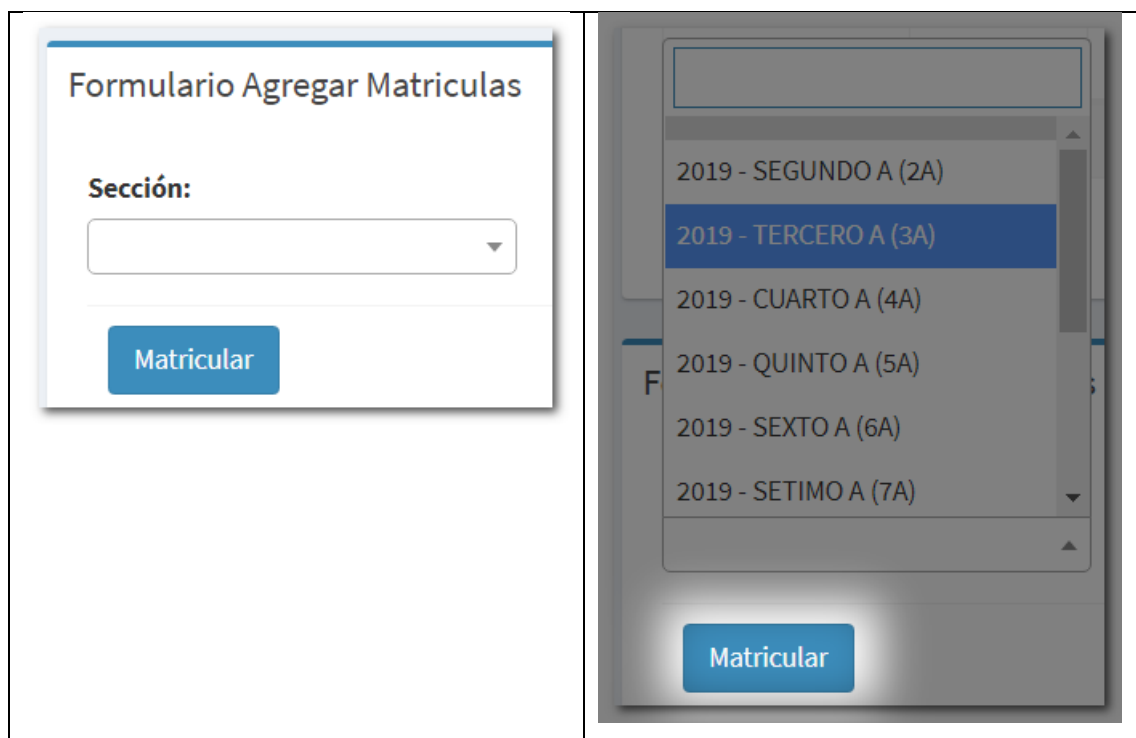 Formulario Agregar Matriculas
Sección:
Matricular
2019 - SEGUNDO A (2A)
2019 - TERCERO A (3A)
2019 - CUARTO A (4A)
2019 - QUINTO A (5A)
2019 - SEXTO A (6A)
2019 - SETIMO A (7A)
Matricular